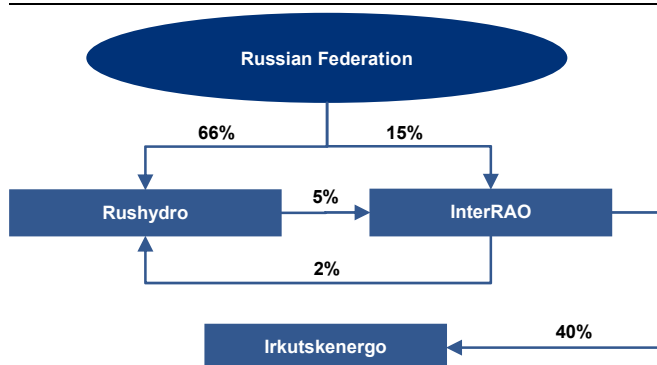 Russian Federation
66%
15%
Rushydro
5%
InterRAO
2%
Irkutskenergo
40%